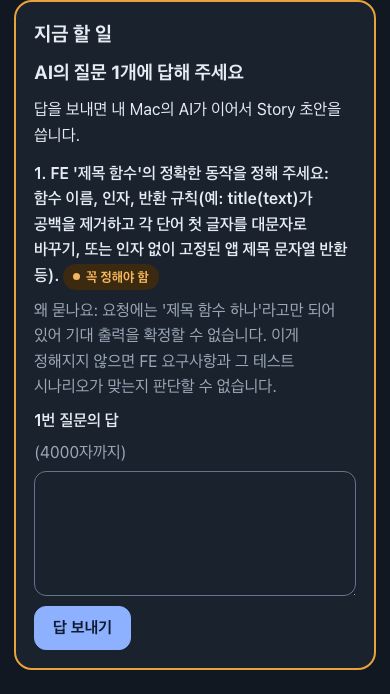 지금 할 일
AI의 질문 1개에 답해 주세요
답을 보내면 내 Mac의 AI가 이어서 Story 초안을
씁니다.
1. FE '제목 함수'의 정확한 동작을 정해 주세요:
함수 이름, 인자, 반환 규칙(예: title(text)가
공백을 제거하고 각 단어 첫 글자를 대문자로
바꾸기, 또는 인자 없이 고정된 앱 제목 문자열 반환
등). 꼭 정해야 함
왜 묻나요: 요청에는 '제목 함수 하나'라고만 되어
있어 기대 출력을 확정할 수 없습니다. 이게
정해지지 않으면 FE 요구사항과 그 테스트
시나리오가 맞는지 판단할 수 없습니다.
1번 질문의 답
(4000자까지)
답 보내기